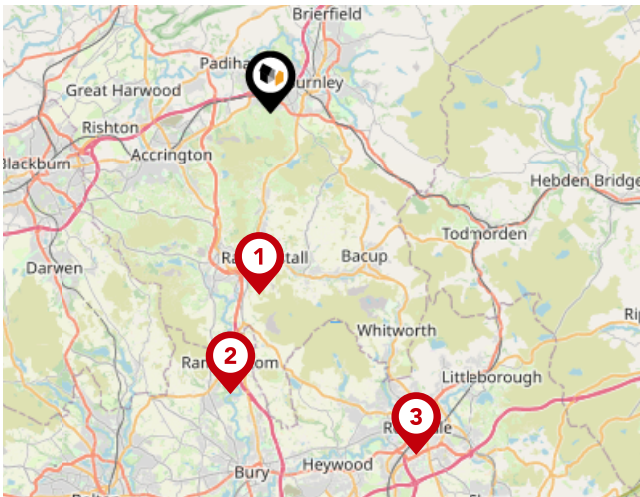 Brierfield
Padiha
urnley
Great Harwood
Rishton
Blackburn
Accrington
Hebden Bridge
Todmorden
Ra
1
tall
Bacup
Darwen
Rip
Whitworth
2
Ram
om
Littleborough
3
R
le
Heywood
Bury